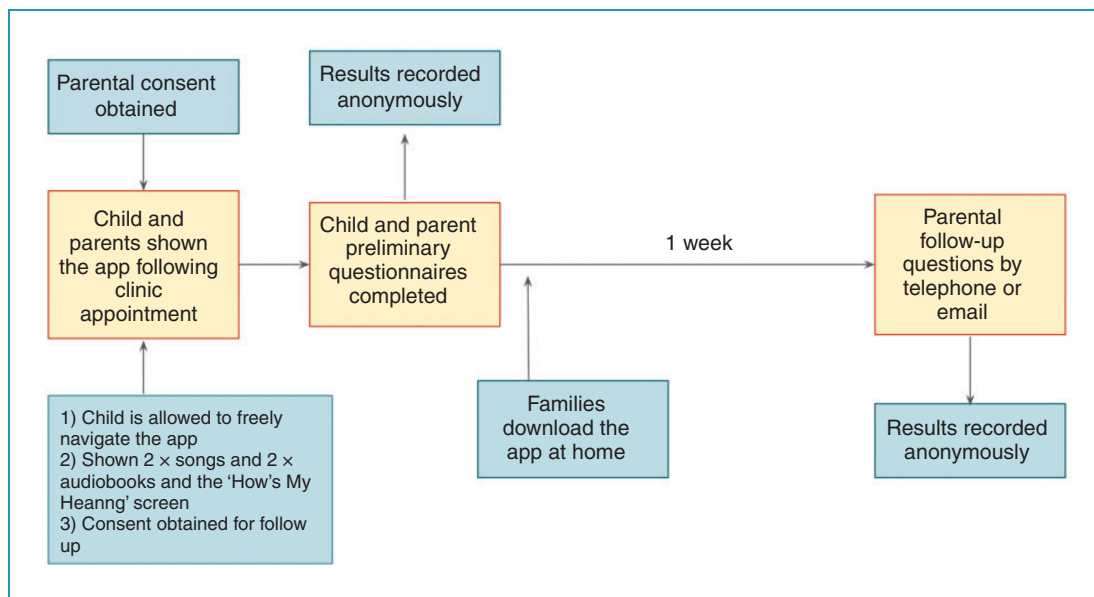 Parental consent
obtained
Results recorded
anonymously
Child and
parents shown
the app following
clinic
appointment
Child and parent
preliminary
questionnaires
completed
1 week
Parental
follow-up
questions by
telephone or
email
1) Child is allowed to freely
navigate the app
2) Shown 2 × songs and 2 ×
audiobooks and the ‘How’s My
Heanng’ screen
3) Consent obtained for follow
up
Families
download the
app at home
Results recorded
anonymously